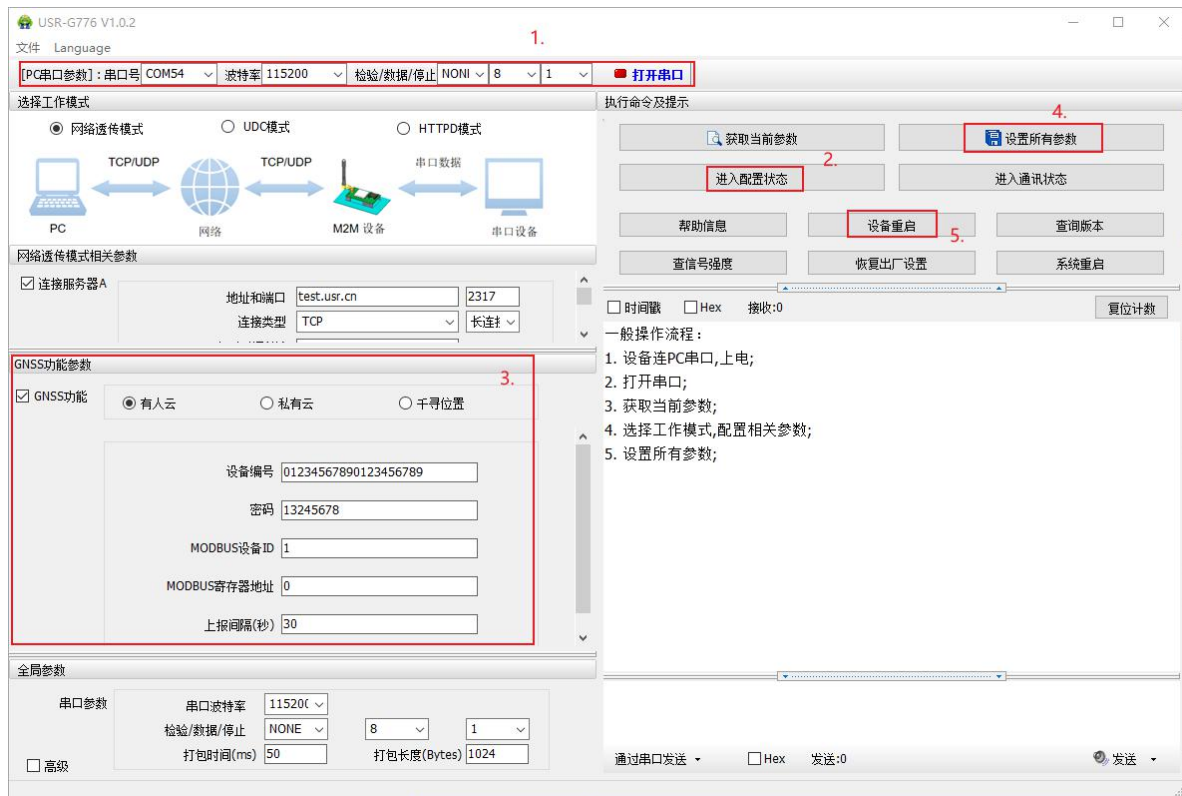 USR-G776 V1.0.2
文件 Language
1.
[PC串口参数]：串口号 COM54 波特率 115200 检验/数据/停止 NONI 8 1 打开串口
选择工作模式
网络透传模式 UDC模式 HTTPD模式
TCP/UDP TCP/UDP 串口数据
PC 网络 M2M 设备 串口设备
网络透传模式相关参数
连接服务器A
地址和端口 test.usr.cn 2317
连接类型 TCP 长连接
GNSS功能参数
3.
GNSS功能 有人云 私有云 千寻位置
设备编号 01234567890123456789
密码 13245678
MODBUS设备ID 1
MODBUS寄存器地址 0
上报间隔(秒) 30
全局参数
串口参数 串口波特率 115200
检验/数据/停止 NONE 8 1
打包时间(ms) 50 打包长度(Bytes) 1024
高级
执行命令及提示
4.
获取当前参数 设置所有参数
2.
进入配置状态 进入通讯状态
帮助信息 设备重启 5. 查询版本
查信号强度 恢复出厂设置 系统重启
时间戳 Hex 接收:0 复位计数
一般操作流程：
1. 设备连PC串口,上电;
2. 打开串口;
3. 获取当前参数;
4. 选择工作模式,配置相关参数;
5. 设置所有参数;
通过串口发送 Hex 发送:0 发送